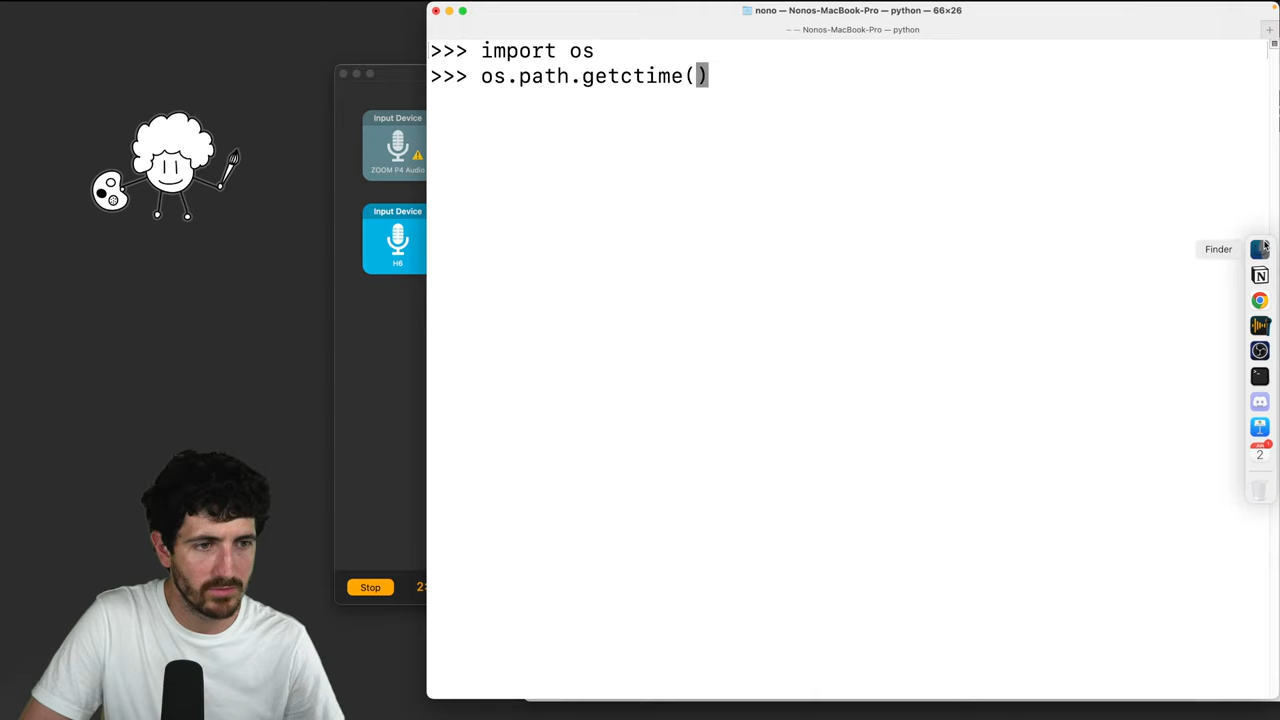 nono — Nonos-MacBook-Pro — python — 66×26
~ — Nonos-MacBook-Pro — python
>>> import os
>>> os.path.getctime()
Input Device
ZOOM P4 Audio
Input Device
H6
Finder
2
Stop
2: